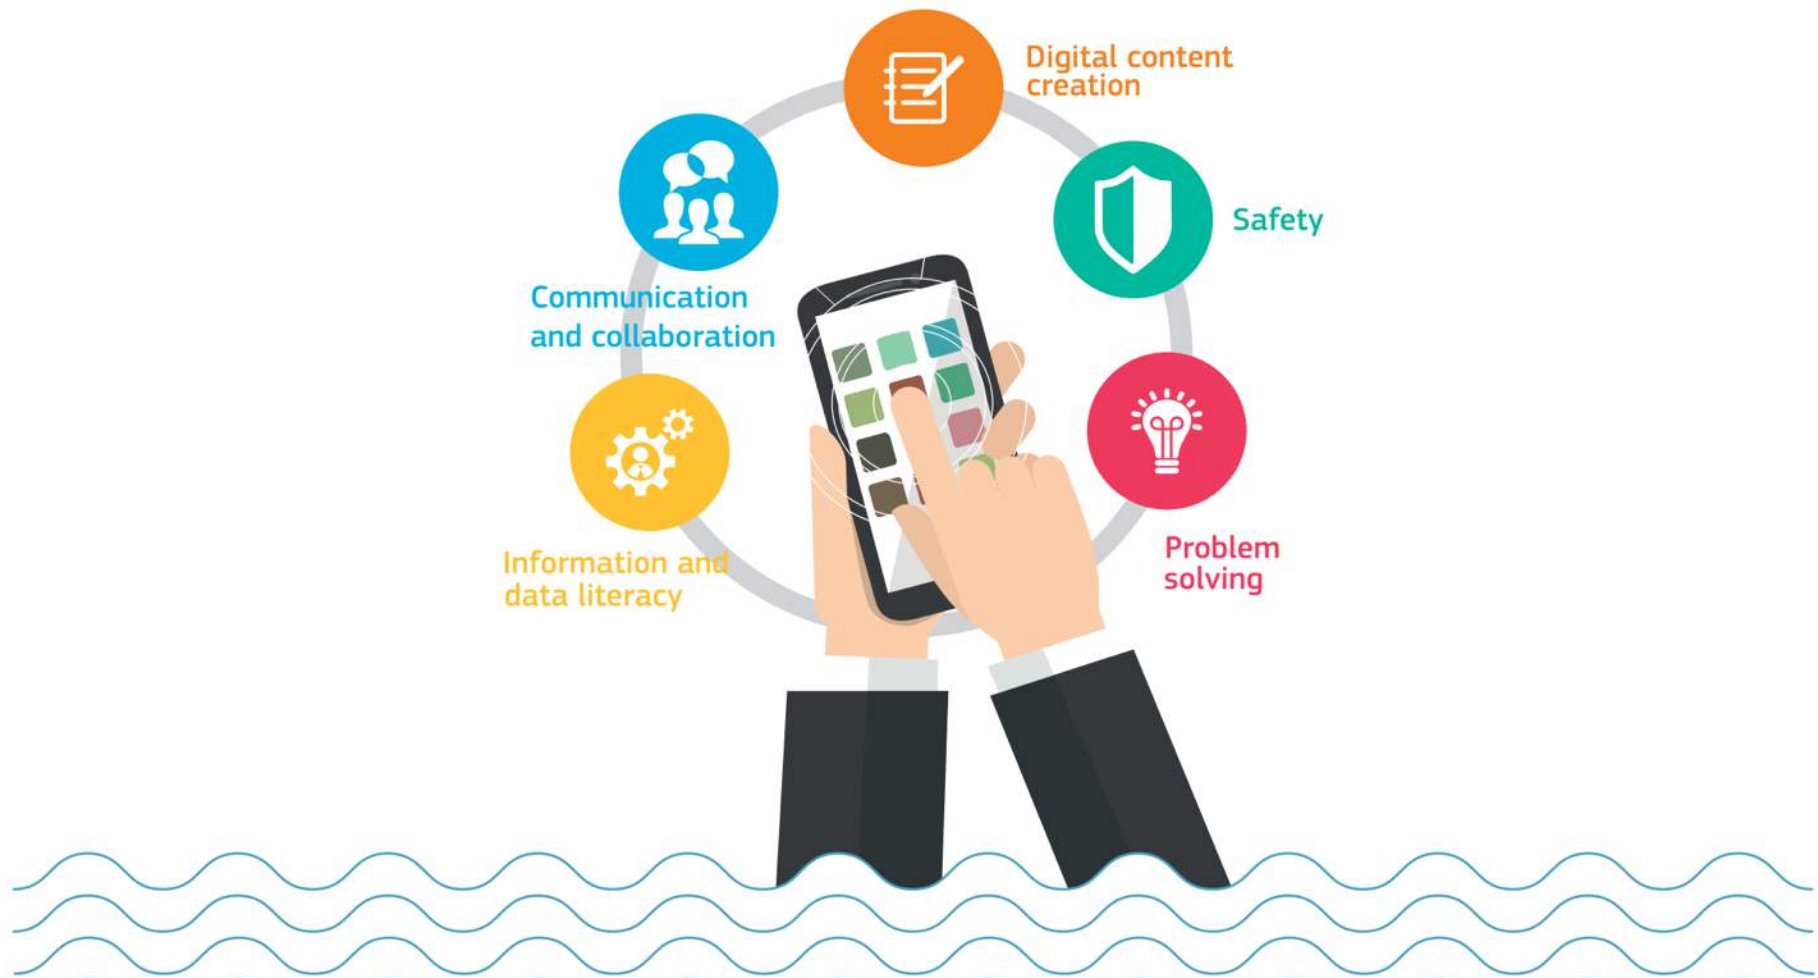 Digital content
creation
Safety
Communication
and collaboration
Information and
data literacy
Problem
solving